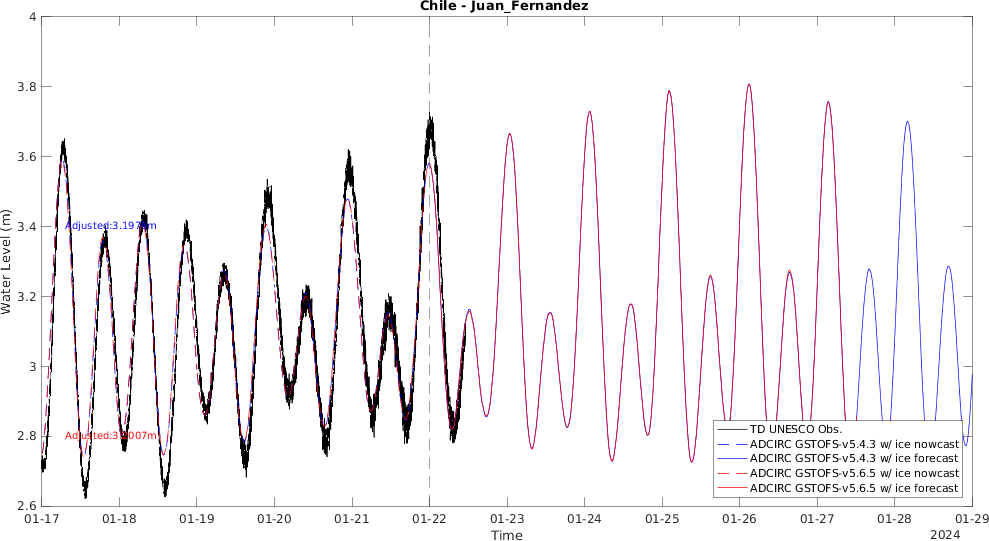 Chile - Juan_Fernandez
4
3.8
3.6
3.4
3.2
3
2.8
2.6
Water Level (m)
TD UNESCO Obs.
ADCIRC GSTOFS-v5.4.3 w/ ice nowcast
ADCIRC GSTOFS-v5.4.3 w/ ice forecast
ADCIRC GSTOFS-v5.6.5 w/ ice nowcast
ADCIRC GSTOFS-v5.6.5 w/ ice forecast
01-17 01-18 01-19 01-20 01-21 01-22 01-23 01-24 01-25 01-26 01-27 01-28 01-29
Time
2024